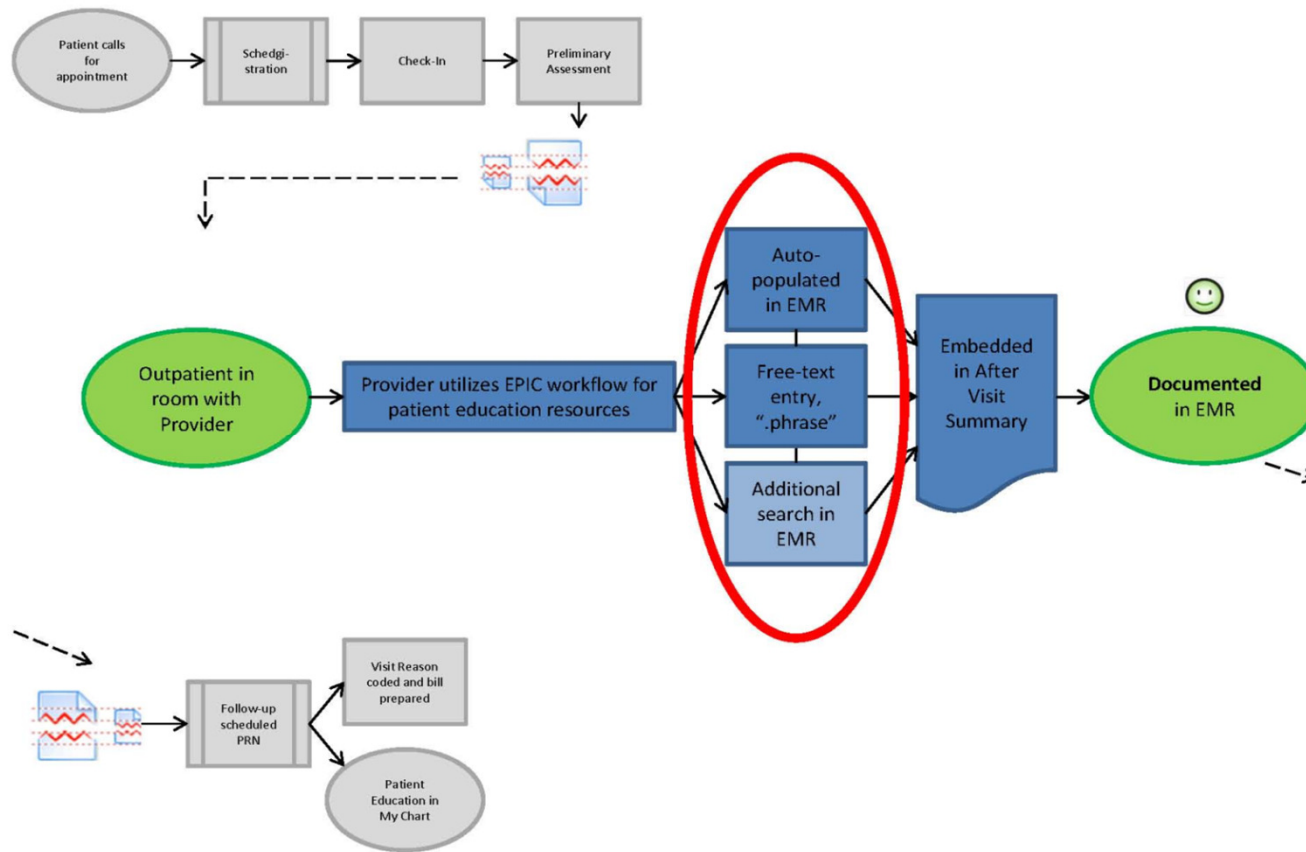 Patient calls
for
appointment
Schedgi-
stration
Check-In
Preliminary
Assessment
Auto-
populated
in EMR
Outpatient in
room with
Provider
Provider utilizes EPIC workflow for
patient education resources
Free-text
entry,
“.phrase”
Additional
search in
EMR
Embedded
in After
Visit
Summary
Documented
in EMR
Follow-up
scheduled
PRN
Visit Reason
coded and bill
prepared
Patient
Education in
My Chart